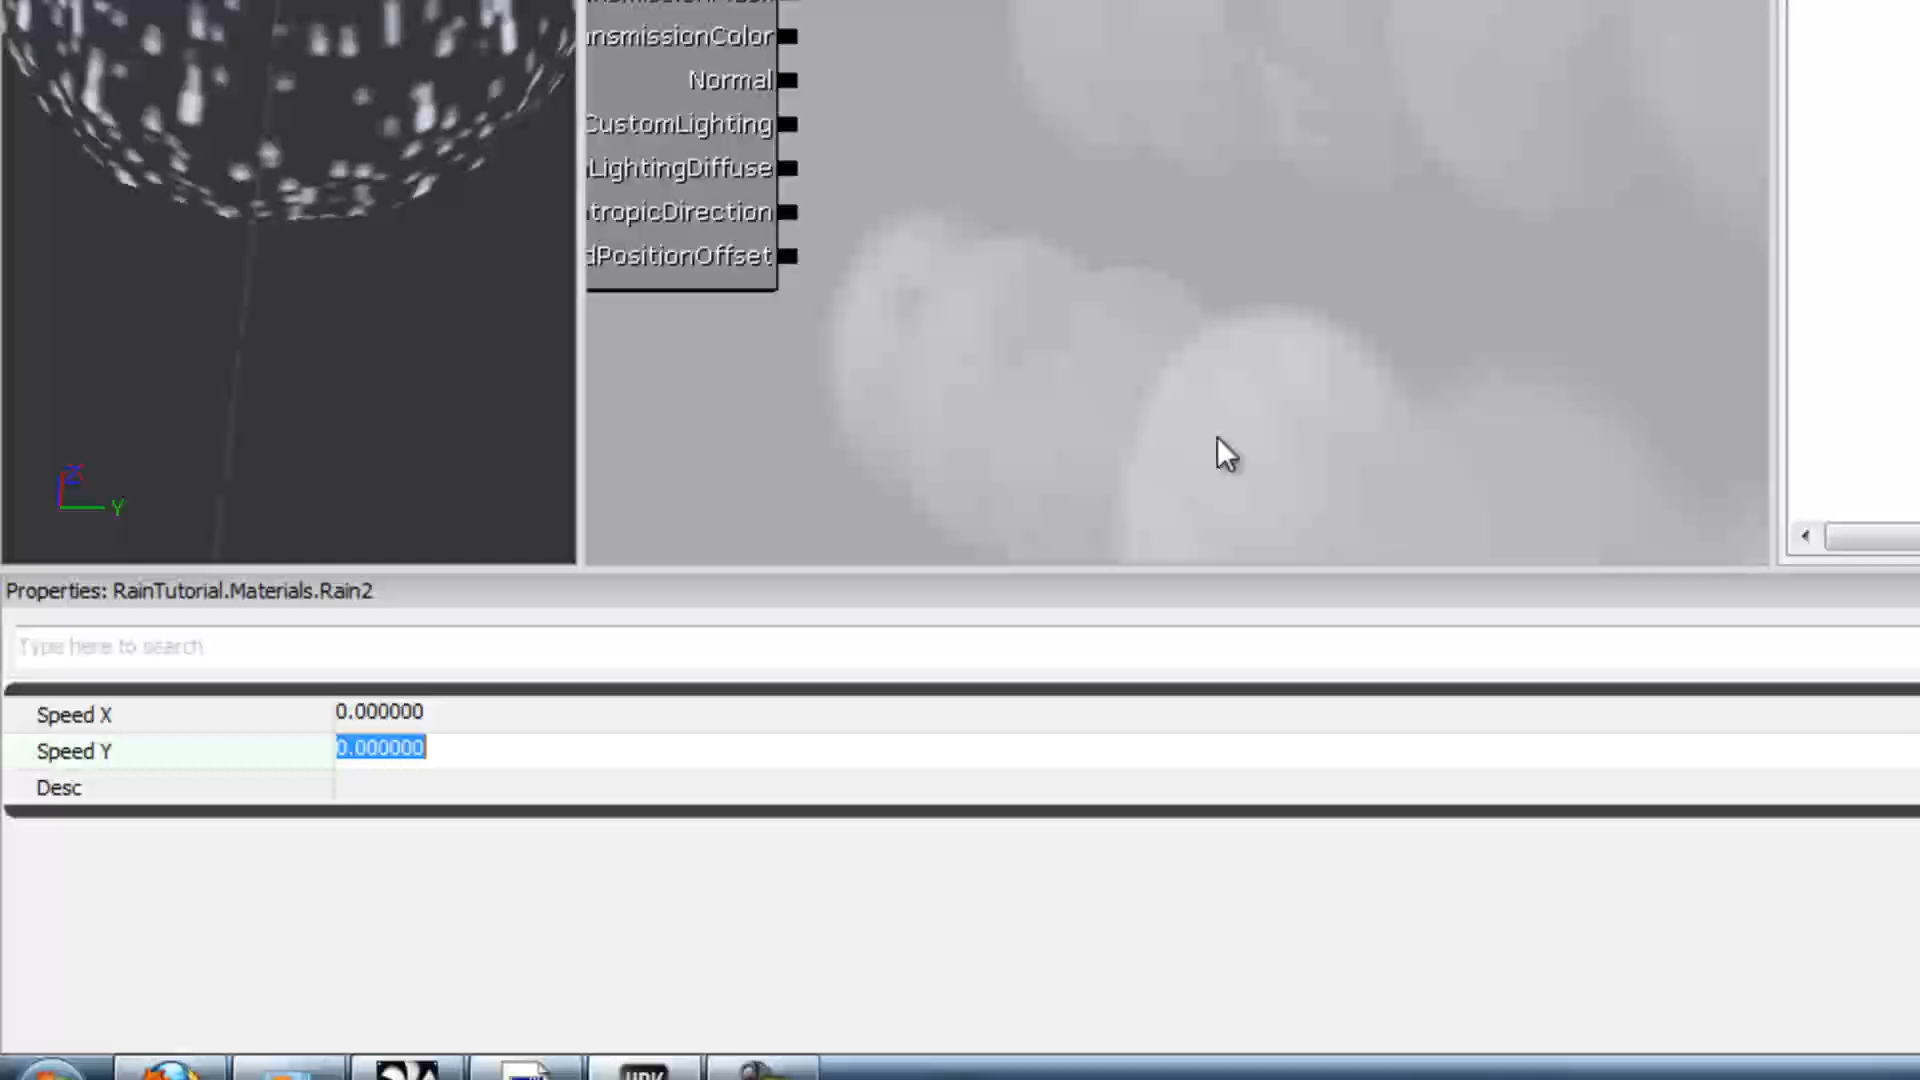 nsmissionColor
Normal
CustomLighting
LightingDiffuse
tropicDirection
dPositionOffset
Z
Y
Properties: RainTutorial.Materials.Rain2
Type here to search
Speed X 0.000000
Speed Y 0.000000
Desc
UDK